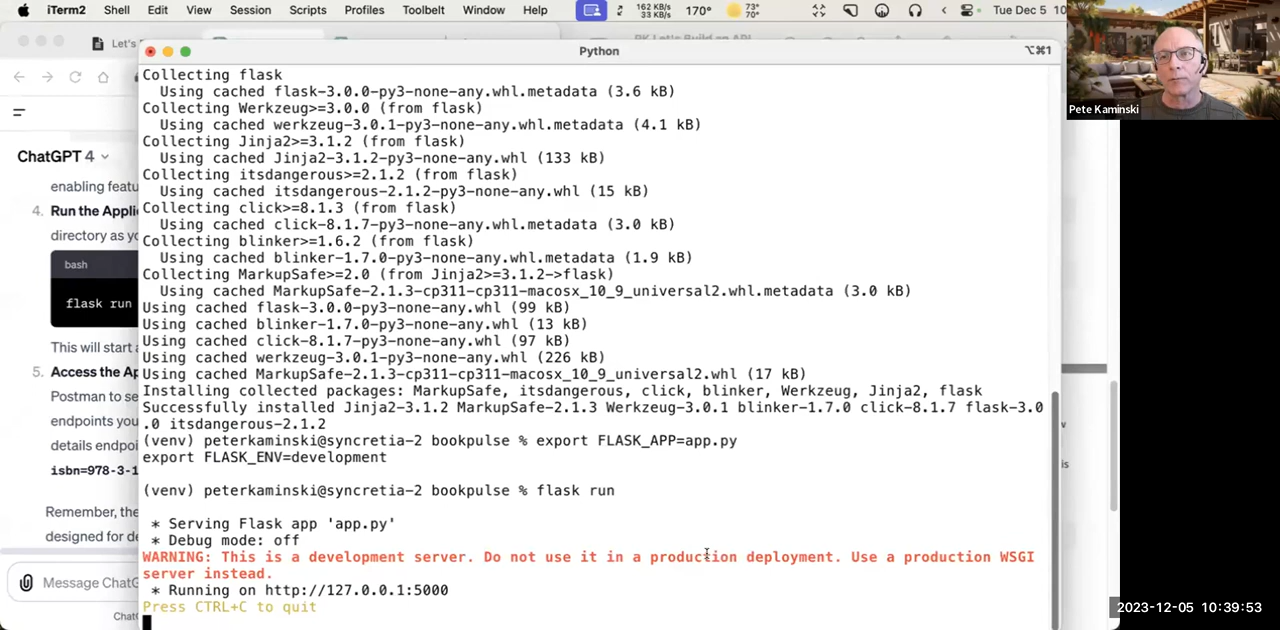 iTerm2 Shell Edit View Session Scripts Profiles Toolbelt Window Help 162 KB/s 33 KB/s 170° 73° 70° Tue Dec 5 10
Let's
Python
⌥⌘1
Collecting flask
Using cached flask-3.0.0-py3-none-any.whl.metadata (3.6 kB)
Collecting Werkzeug>=3.0.0 (from flask)
Using cached werkzeug-3.0.1-py3-none-any.whl.metadata (4.1 kB)
Collecting Jinja2>=3.1.2 (from flask)
Using cached Jinja2-3.1.2-py3-none-any.whl (133 kB)
Collecting itsdangerous>=2.1.2 (from flask)
Using cached itsdangerous-2.1.2-py3-none-any.whl (15 kB)
Collecting click>=8.1.3 (from flask)
Using cached click-8.1.7-py3-none-any.whl.metadata (3.0 kB)
Collecting blinker>=1.6.2 (from flask)
Using cached blinker-1.7.0-py3-none-any.whl.metadata (1.9 kB)
Collecting MarkupSafe>=2.0 (from Jinja2>=3.1.2->flask)
Using cached MarkupSafe-2.1.3-cp311-cp311-macosx_10_9_universal2.whl.metadata (3.0 kB)
Using cached flask-3.0.0-py3-none-any.whl (99 kB)
Using cached blinker-1.7.0-py3-none-any.whl (13 kB)
Using cached click-8.1.7-py3-none-any.whl (97 kB)
Using cached werkzeug-3.0.1-py3-none-any.whl (226 kB)
Using cached MarkupSafe-2.1.3-cp311-cp311-macosx_10_9_universal2.whl (17 kB)
Installing collected packages: MarkupSafe, itsdangerous, click, blinker, Werkzeug, Jinja2, flask
Successfully installed Jinja2-3.1.2 MarkupSafe-2.1.3 Werkzeug-3.0.1 blinker-1.7.0 click-8.1.7 flask-3.0
.0 itsdangerous-2.1.2
(venv) peterkaminski@syncretia-2 bookpulse % export FLASK_APP=app.py
export FLASK_ENV=development
(venv) peterkaminski@syncretia-2 bookpulse % flask run
* Serving Flask app 'app.py'
* Debug mode: off
WARNING: This is a development server. Do not use it in a production deployment. Use a production WSGI
server instead.
* Running on http://127.0.0.1:5000
Press CTRL+C to quit
ChatGPT 4
enabling featu
4. Run the Appli
directory as yo
bash
flask run
This will start a
5. Access the Ap
Postman to se
endpoints you
details endpoi
isbn=978-3-1
Remember, the
designed for de
Message ChatG
Chat
Pete Kaminski
2023-12-05 10:39:53